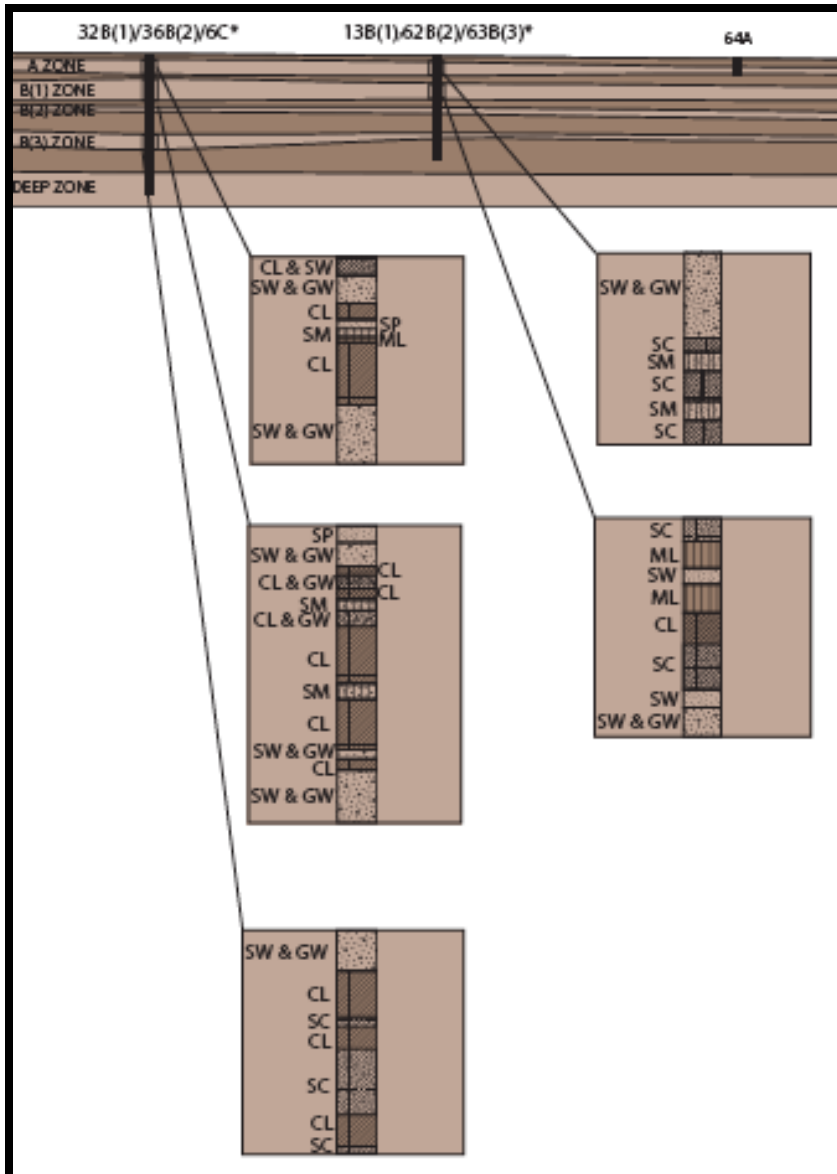 32B(1)/36B(2)/6C*
13B(1),62B(2)/63B(3)*
64A
A ZONE
B(1) ZONE
B(2) ZONE
B(3) ZONE
DEEP ZONE
CL & SW
SW & GW
CL
SP
SM
ML
CL
SW & GW
SW & GW
SC
SM
SC
SM
SC
SP
SW & GW
CL
CL & GW
CL
SM
CL & GW
CL
SM
CL
SW & GW
CL
SW & GW
SC
ML
SW
ML
CL
SC
SW
SW & GW
SW & GW
CL
SC
CL
SC
CL
SC